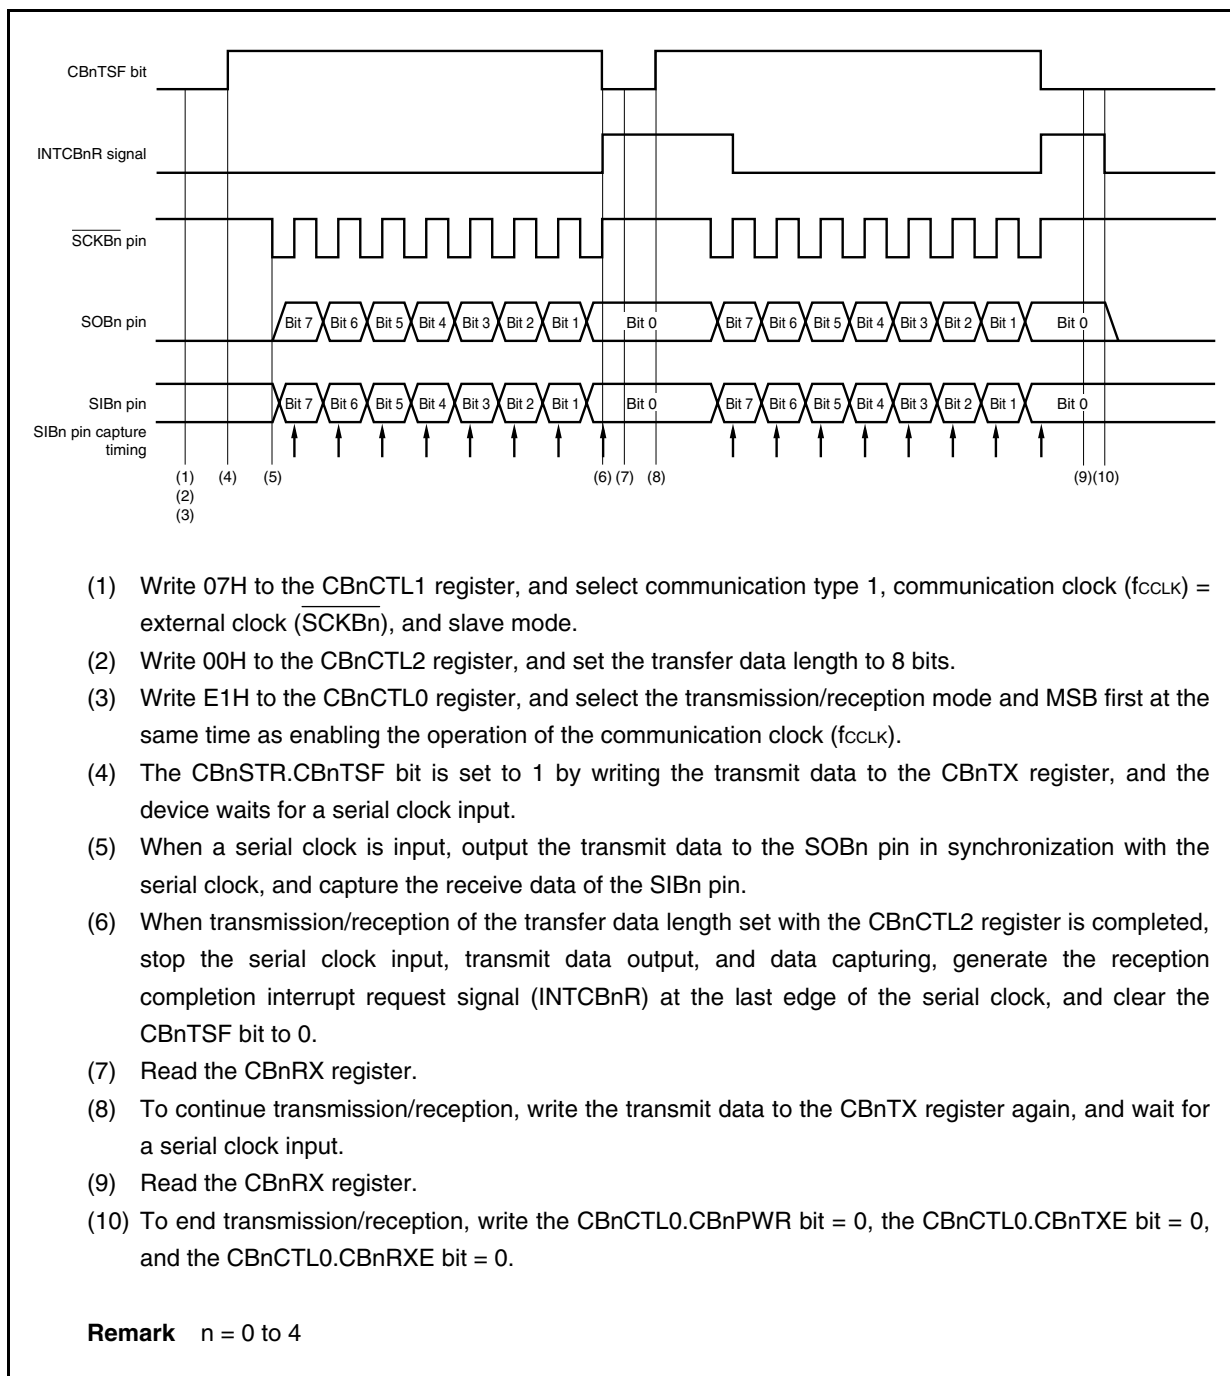 CBnTSF bit
INTCBnR signal
SCKBn pin
SOBn pin
Bit 7 Bit 6 Bit 5 Bit 4 Bit 3 Bit 2 Bit 1 Bit 0 Bit 7 Bit 6 Bit 5 Bit 4 Bit 3 Bit 2 Bit 1 Bit 0
SIBn pin
Bit 7 Bit 6 Bit 5 Bit 4 Bit 3 Bit 2 Bit 1 Bit 0 Bit 7 Bit 6 Bit 5 Bit 4 Bit 3 Bit 2 Bit 1 Bit 0
SIBn pin capture
timing
(1) (4) (5) (6) (7) (8) (9) (10)
(2)
(3)
(1) Write 07H to the CBnCTL1 register, and select communication type 1, communication clock (fCCLK) =
external clock (SCKBn), and slave mode.
(2) Write 00H to the CBnCTL2 register, and set the transfer data length to 8 bits.
(3) Write E1H to the CBnCTL0 register, and select the transmission/reception mode and MSB first at the
same time as enabling the operation of the communication clock (fCCLK).
(4) The CBnSTR.CBnTSF bit is set to 1 by writing the transmit data to the CBnTX register, and the
device waits for a serial clock input.
(5) When a serial clock is input, output the transmit data to the SOBn pin in synchronization with the
serial clock, and capture the receive data of the SIBn pin.
(6) When transmission/reception of the transfer data length set with the CBnCTL2 register is completed,
stop the serial clock input, transmit data output, and data capturing, generate the reception
completion interrupt request signal (INTCBnR) at the last edge of the serial clock, and clear the
CBnTSF bit to 0.
(7) Read the CBnRX register.
(8) To continue transmission/reception, write the transmit data to the CBnTX register again, and wait for
a serial clock input.
(9) Read the CBnRX register.
(10) To end transmission/reception, write the CBnCTL0.CBnPWR bit = 0, the CBnCTL0.CBnTXE bit = 0,
and the CBnCTL0.CBnRXE bit = 0.
Remark n = 0 to 4